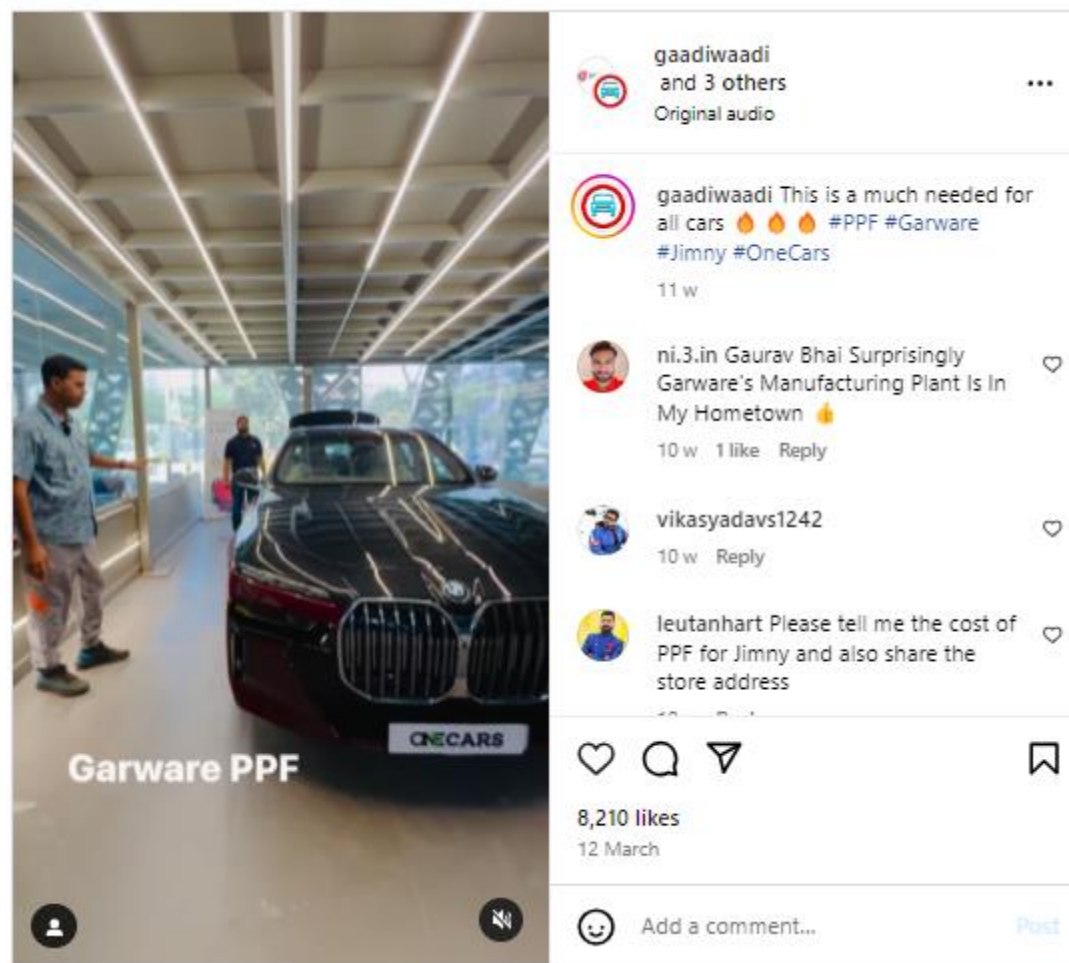 gaadiwaadi
and 3 others
Original audio
gaadiwaadi This is a much needed for
all cars 🔥 🔥 🔥 #PPF #Garware
#Jimny #OneCars
11 w
ni.3.in Gaurav Bhai Surprisingly
Garware's Manufacturing Plant Is In
My Hometown 👍
10 w 1 like Reply
vikasyadavs1242
10 w Reply
leutanhart Please tell me the cost of
PPF for Jimny and also share the
store address
ONECARS
Garware PPF
8,210 likes
12 March
Add a comment...
Post